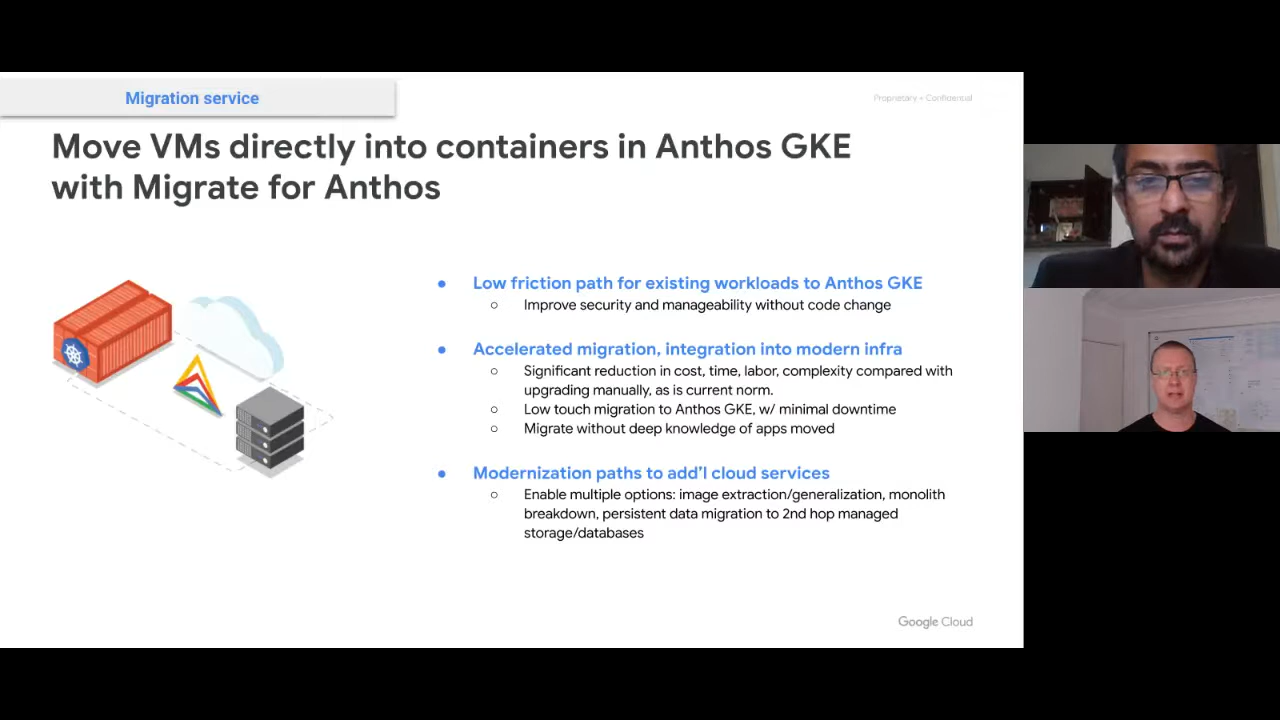 Migration service
Proprietary + Confidential
Move VMs directly into containers in Anthos GKE
with Migrate for Anthos
● Low friction path for existing workloads to Anthos GKE
○ Improve security and manageability without code change
● Accelerated migration, integration into modern infra
○ Significant reduction in cost, time, labor, complexity compared with
upgrading manually, as is current norm.
○ Low touch migration to Anthos GKE, w/ minimal downtime
○ Migrate without deep knowledge of apps moved
● Modernization paths to add'l cloud services
○ Enable multiple options: image extraction/generalization, monolith
breakdown, persistent data migration to 2nd hop managed
storage/databases
Google Cloud